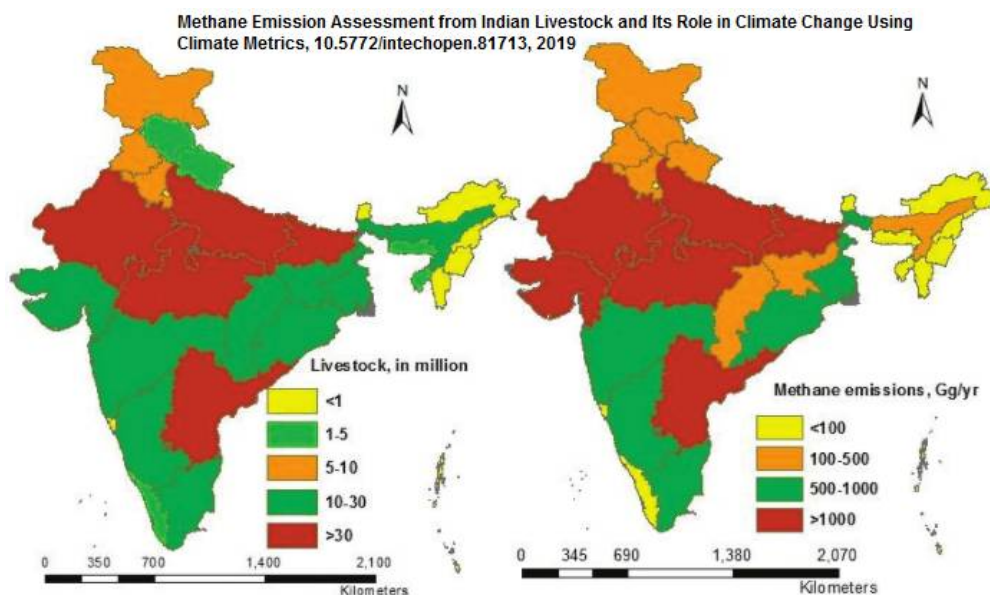 Methane Emission Assessment from Indian Livestock and Its Role in Climate Change Using
Climate Metrics, 10.5772/intechopen.81713, 2019
N
N
Livestock, in million
<1
1-5
5-10
10-30
>30
0 350 700 1,400 2,100
Kilometers
Methane emissions, Gg/yr
<100
100-500
500-1000
>1000
0 345 690 1,380 2,070
Kilometers